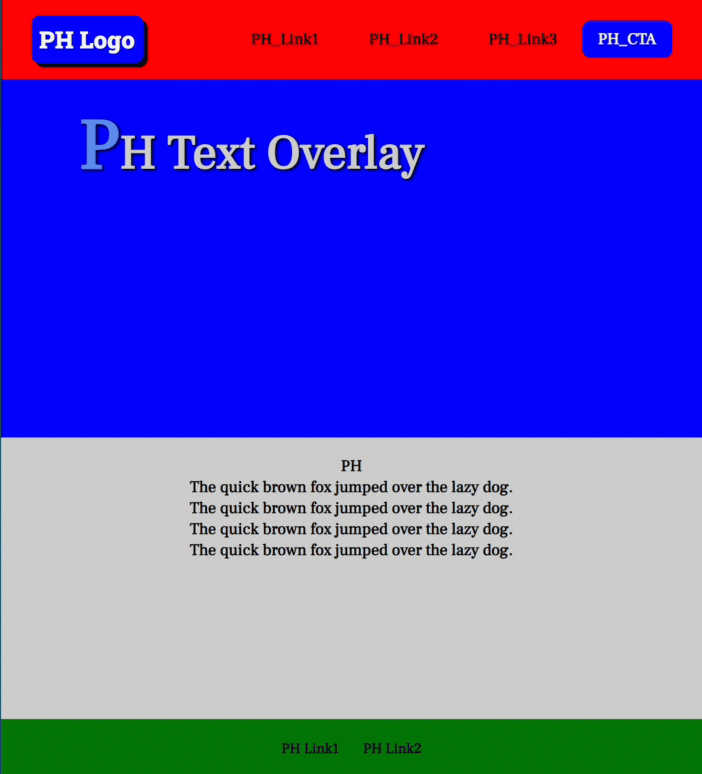 PH Logo PH_Link1 PH_Link2 PH_Link3 PH_CTA
PH Text Overlay
PH
The quick brown fox jumped over the lazy dog.
The quick brown fox jumped over the lazy dog.
The quick brown fox jumped over the lazy dog.
The quick brown fox jumped over the lazy dog.
PH Link1 PH Link2